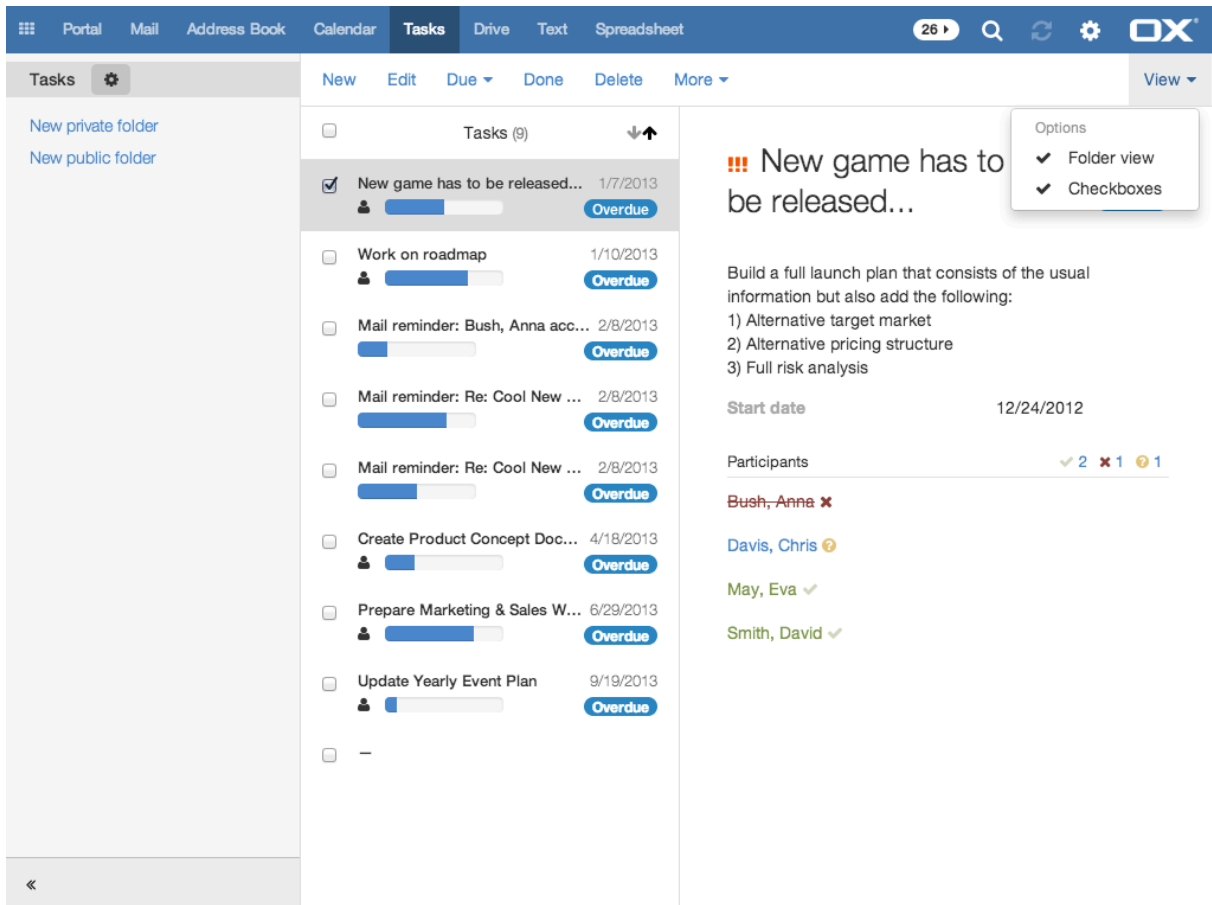 Portal Mail Address Book Calendar Tasks Drive Text Spreadsheet 26 OX
Tasks
New private folder
New public folder
New Edit Due Done Delete More View
Options
Folder view
Checkboxes
Tasks (9)
New game has to be released... 1/7/2013
Overdue
Work on roadmap 1/10/2013
Overdue
Mail reminder: Bush, Anna acc... 2/8/2013
Overdue
Mail reminder: Re: Cool New ... 2/8/2013
Overdue
Mail reminder: Re: Cool New ... 2/8/2013
Overdue
Create Product Concept Doc... 4/18/2013
Overdue
Prepare Marketing & Sales W... 6/29/2013
Overdue
Update Yearly Event Plan 9/19/2013
Overdue
–
!!! New game has to
be released...
Build a full launch plan that consists of the usual
information but also add the following:
1) Alternative target market
2) Alternative pricing structure
3) Full risk analysis
Start date 12/24/2012
Participants 2 1 1
Bush, Anna
Davis, Chris
May, Eva
Smith, David
«